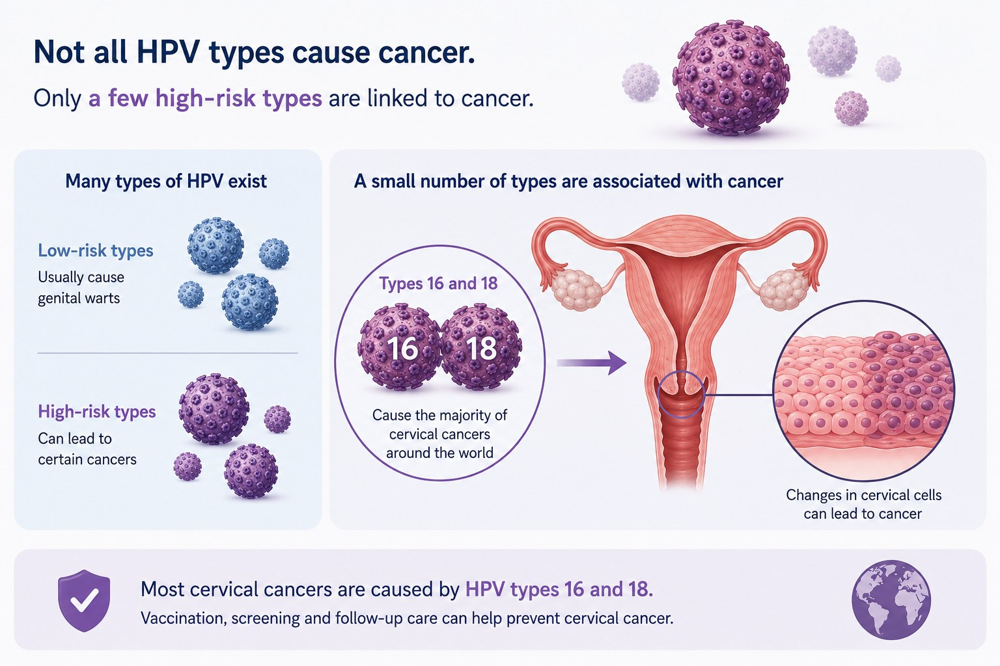 Not all HPV types cause cancer.
Only a few high-risk types are linked to cancer.
Many types of HPV exist
Low-risk types
Usually cause
genital warts
High-risk types
Can lead to
certain cancers
A small number of types are associated with cancer
Types 16 and 18
16 18
Cause the majority of
cervical cancers
around the world
Changes in cervical cells
can lead to cancer
Most cervical cancers are caused by HPV types 16 and 18.
Vaccination, screening and follow-up care can help prevent cervical cancer.